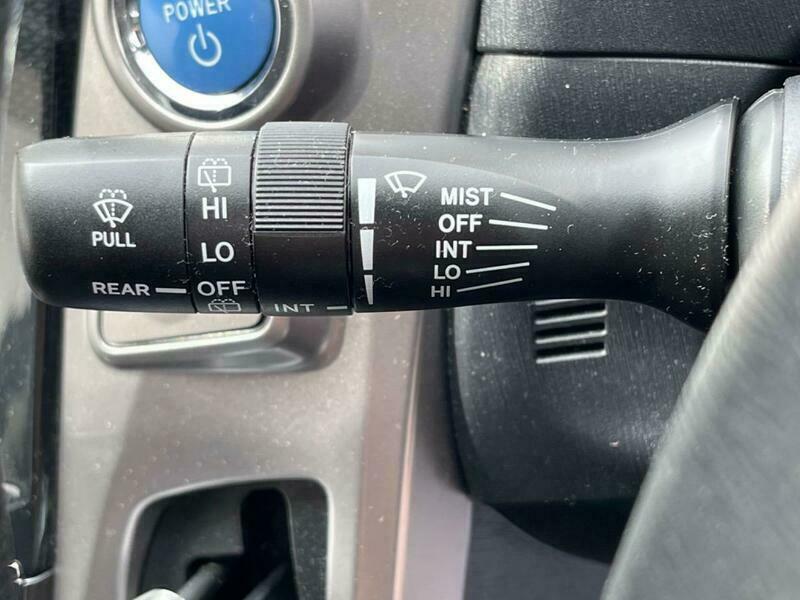 POWER
PULL
REAR
HI
LO
OFF
INT
MIST
OFF
INT
LO
HI